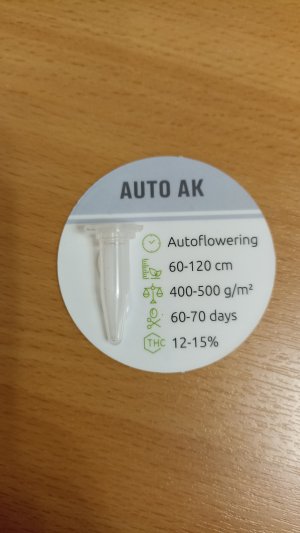 AUTO AK
Autoflowering
60-120 cm
400-500 g/m²
60-70 days
THC 12-15%